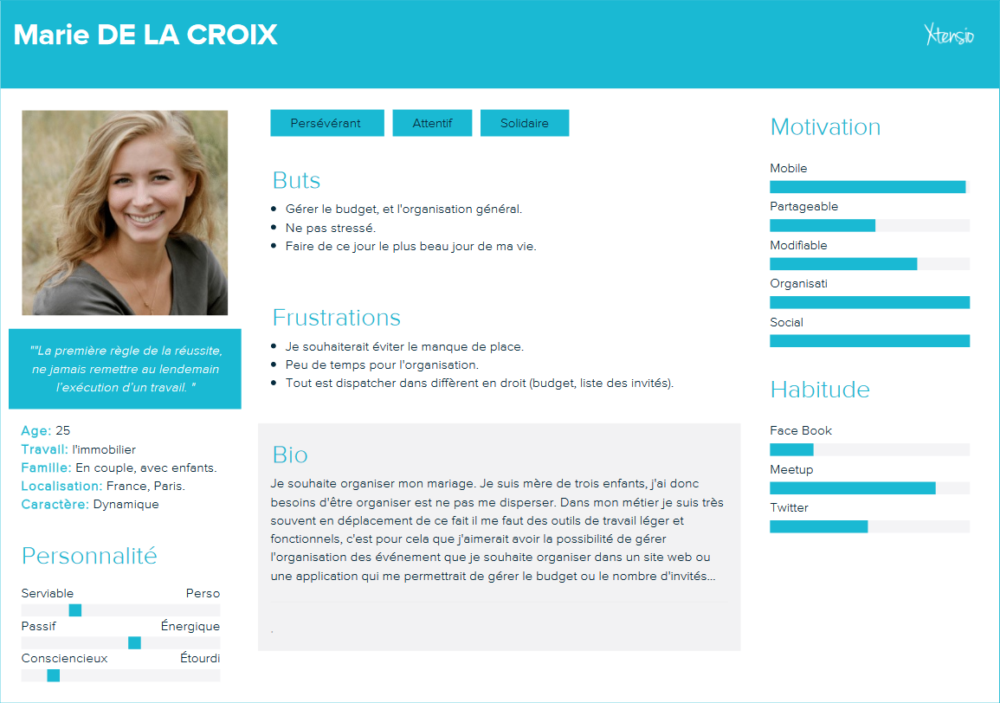 Marie DE LA CROIX
Xtensio
""La première règle de la réussite,
ne jamais remettre au lendemain
l'exécution d'un travail. "
Age: 25
Travail: l'immobilier
Famille: En couple, avec enfants.
Localisation: France, Paris.
Caractère: Dynamique
Personnalité
Serviable Perso
Passif Énergique
Consciencieux Étourdi
Persévérant Attentif Solidaire
Buts
Gérer le budget, et l'organisation général.
Ne pas stressé.
Faire de ce jour le plus beau jour de ma vie.
Frustrations
Je souhaiterait éviter le manque de place.
Peu de temps pour l'organisation.
Tout est dispatcher dans diffèrent en droit (budget, liste des invités).
Bio
Je souhaite organiser mon mariage. Je suis mère de trois enfants, j'ai donc
besoins d'être organiser est ne pas me disperser. Dans mon métier je suis très
souvent en déplacement de ce fait il me faut des outils de travail léger et
fonctionnels, c'est pour cela que j'aimerait avoir la possibilité de gérer
l'organisation des événement que je souhaite organiser dans un site web ou
une application qui me permettrait de gérer le budget ou le nombre d'invités...
.
Motivation
Mobile
Partageable
Modifiable
Organisati
Social
Habitude
Face Book
Meetup
Twitter